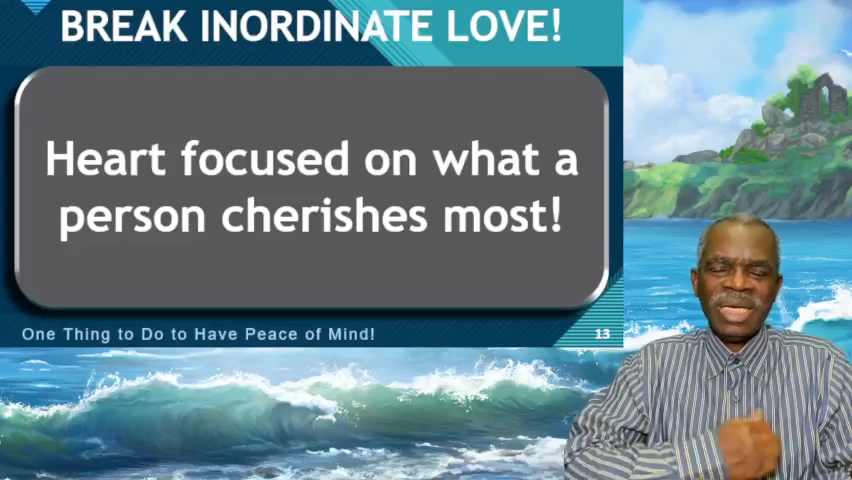 BREAK INORDINATE LOVE!
Heart focused on what a
person cherishes most!
One Thing to Do to Have Peace of Mind!
13